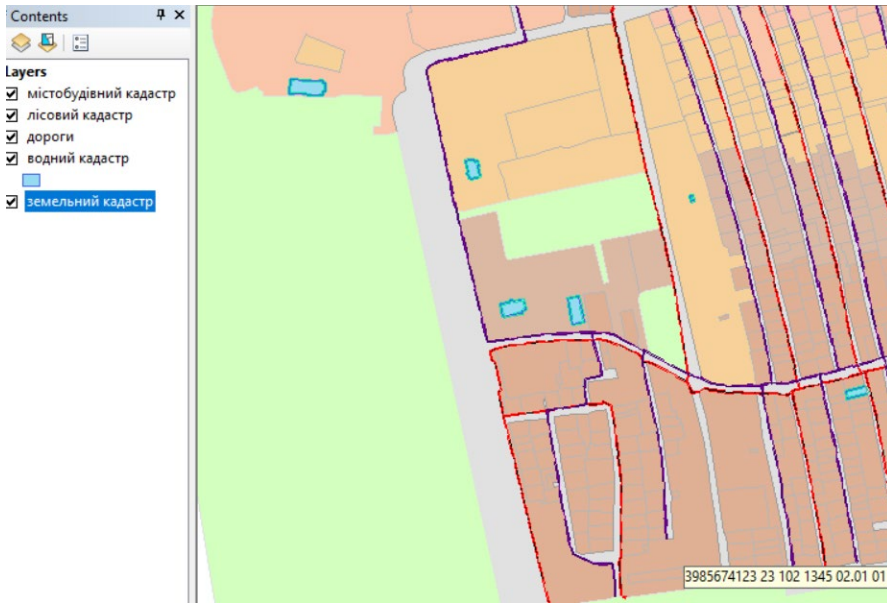 Contents
Layers
містобудівний кадастр
лісовий кадастр
дороги
водний кадастр
земельний кадастр
3985674123 23 102 1345 02.01 01